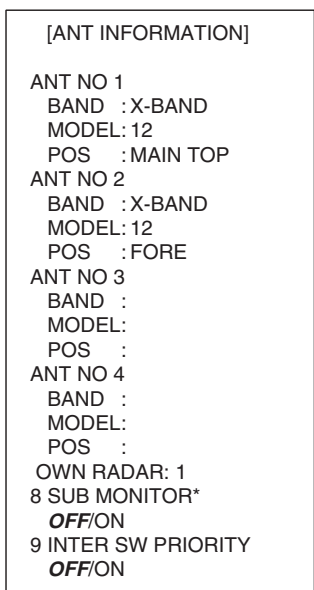 [ANT INFORMATION]
ANT NO 1
BAND : X-BAND
MODEL: 12
POS : MAIN TOP
ANT NO 2
BAND : X-BAND
MODEL: 12
POS : FORE
ANT NO 3
BAND :
MODEL:
POS :
ANT NO 4
BAND :
MODEL:
POS :
OWN RADAR: 1
8 SUB MONITOR*
OFF/ON
9 INTER SW PRIORITY
OFF/ON